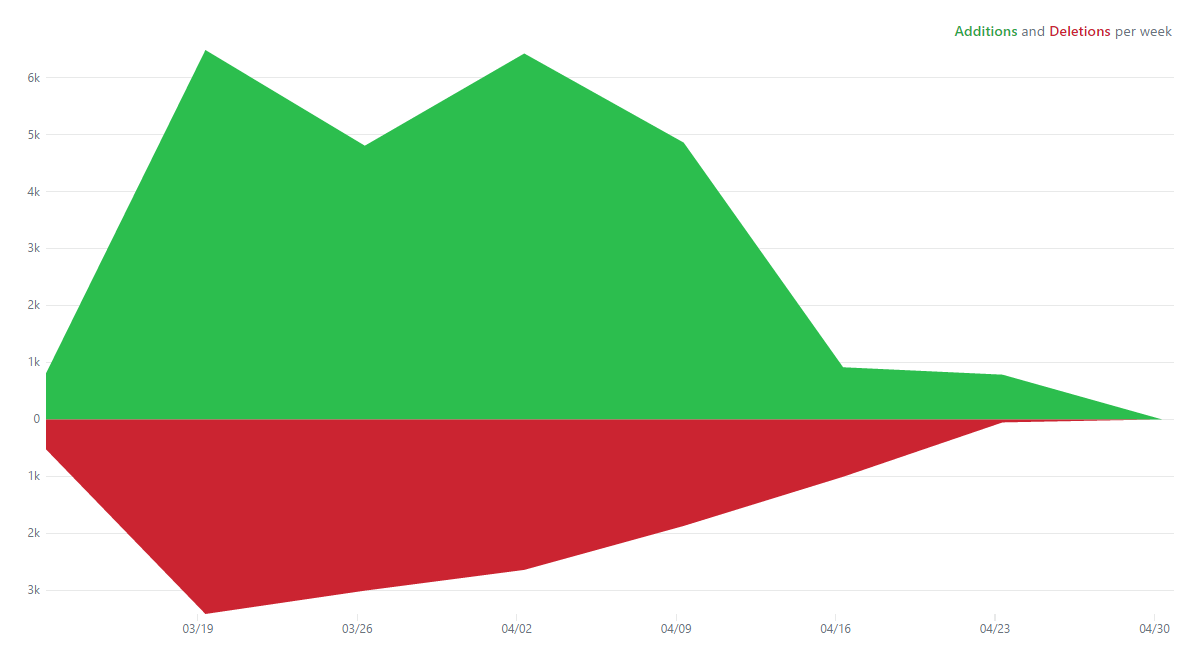 Additions and Deletions per week
6k
5k
4k
3k
2k
1k
0
1k
2k
3k
03/19 03/26 04/02 04/09 04/16 04/23 04/30